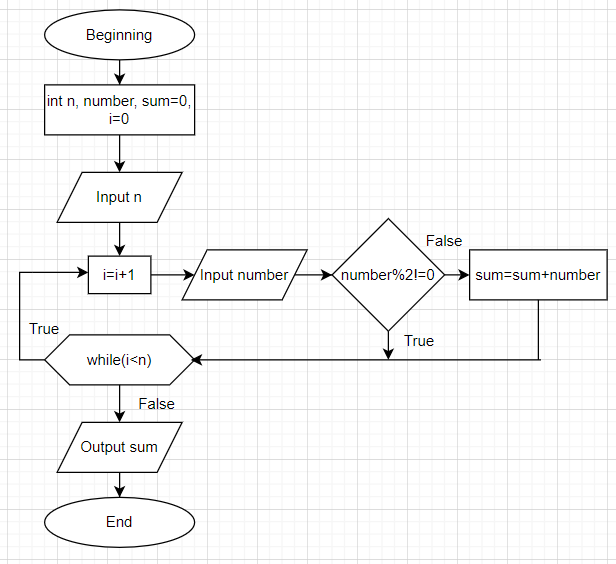 Beginning
int n, number, sum=0,
i=0
Input n
i=i+1
Input number
number%2!=0
False
sum=sum+number
True
True
while(i<n)
False
Output sum
End